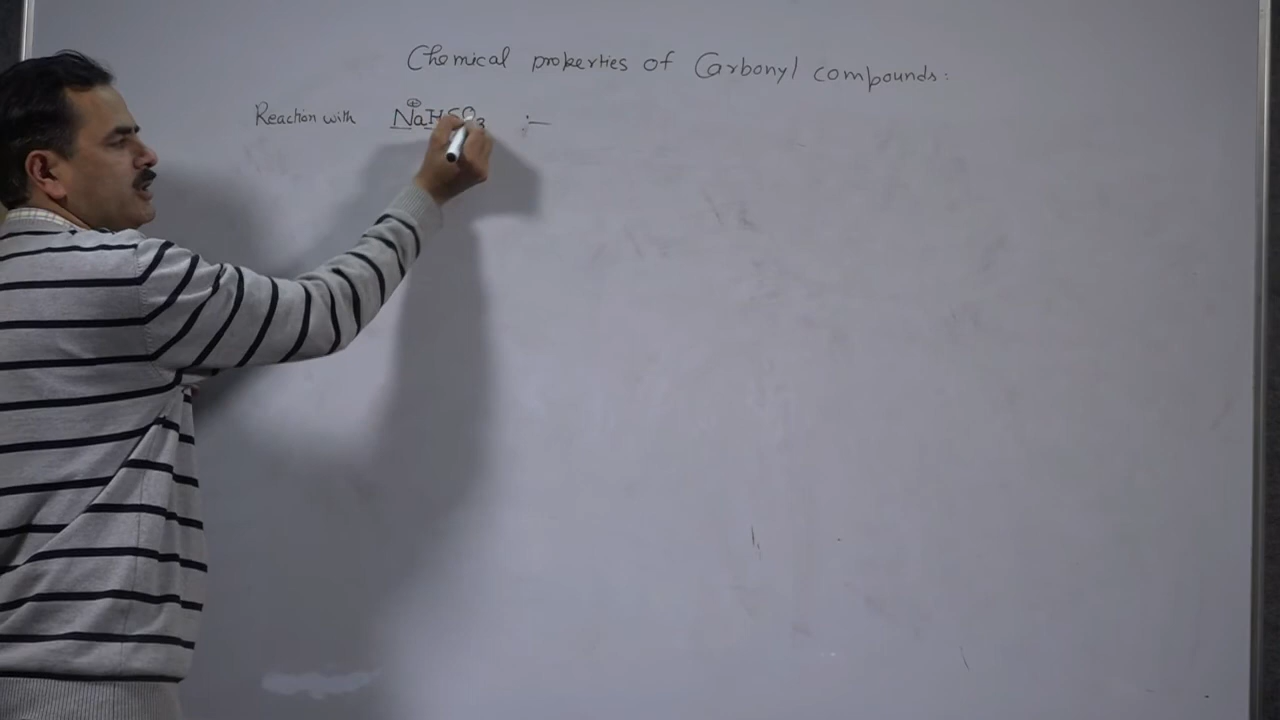 Chemical properties of Carbonyl compounds:
Reaction with NaHSO3 :—
⊕